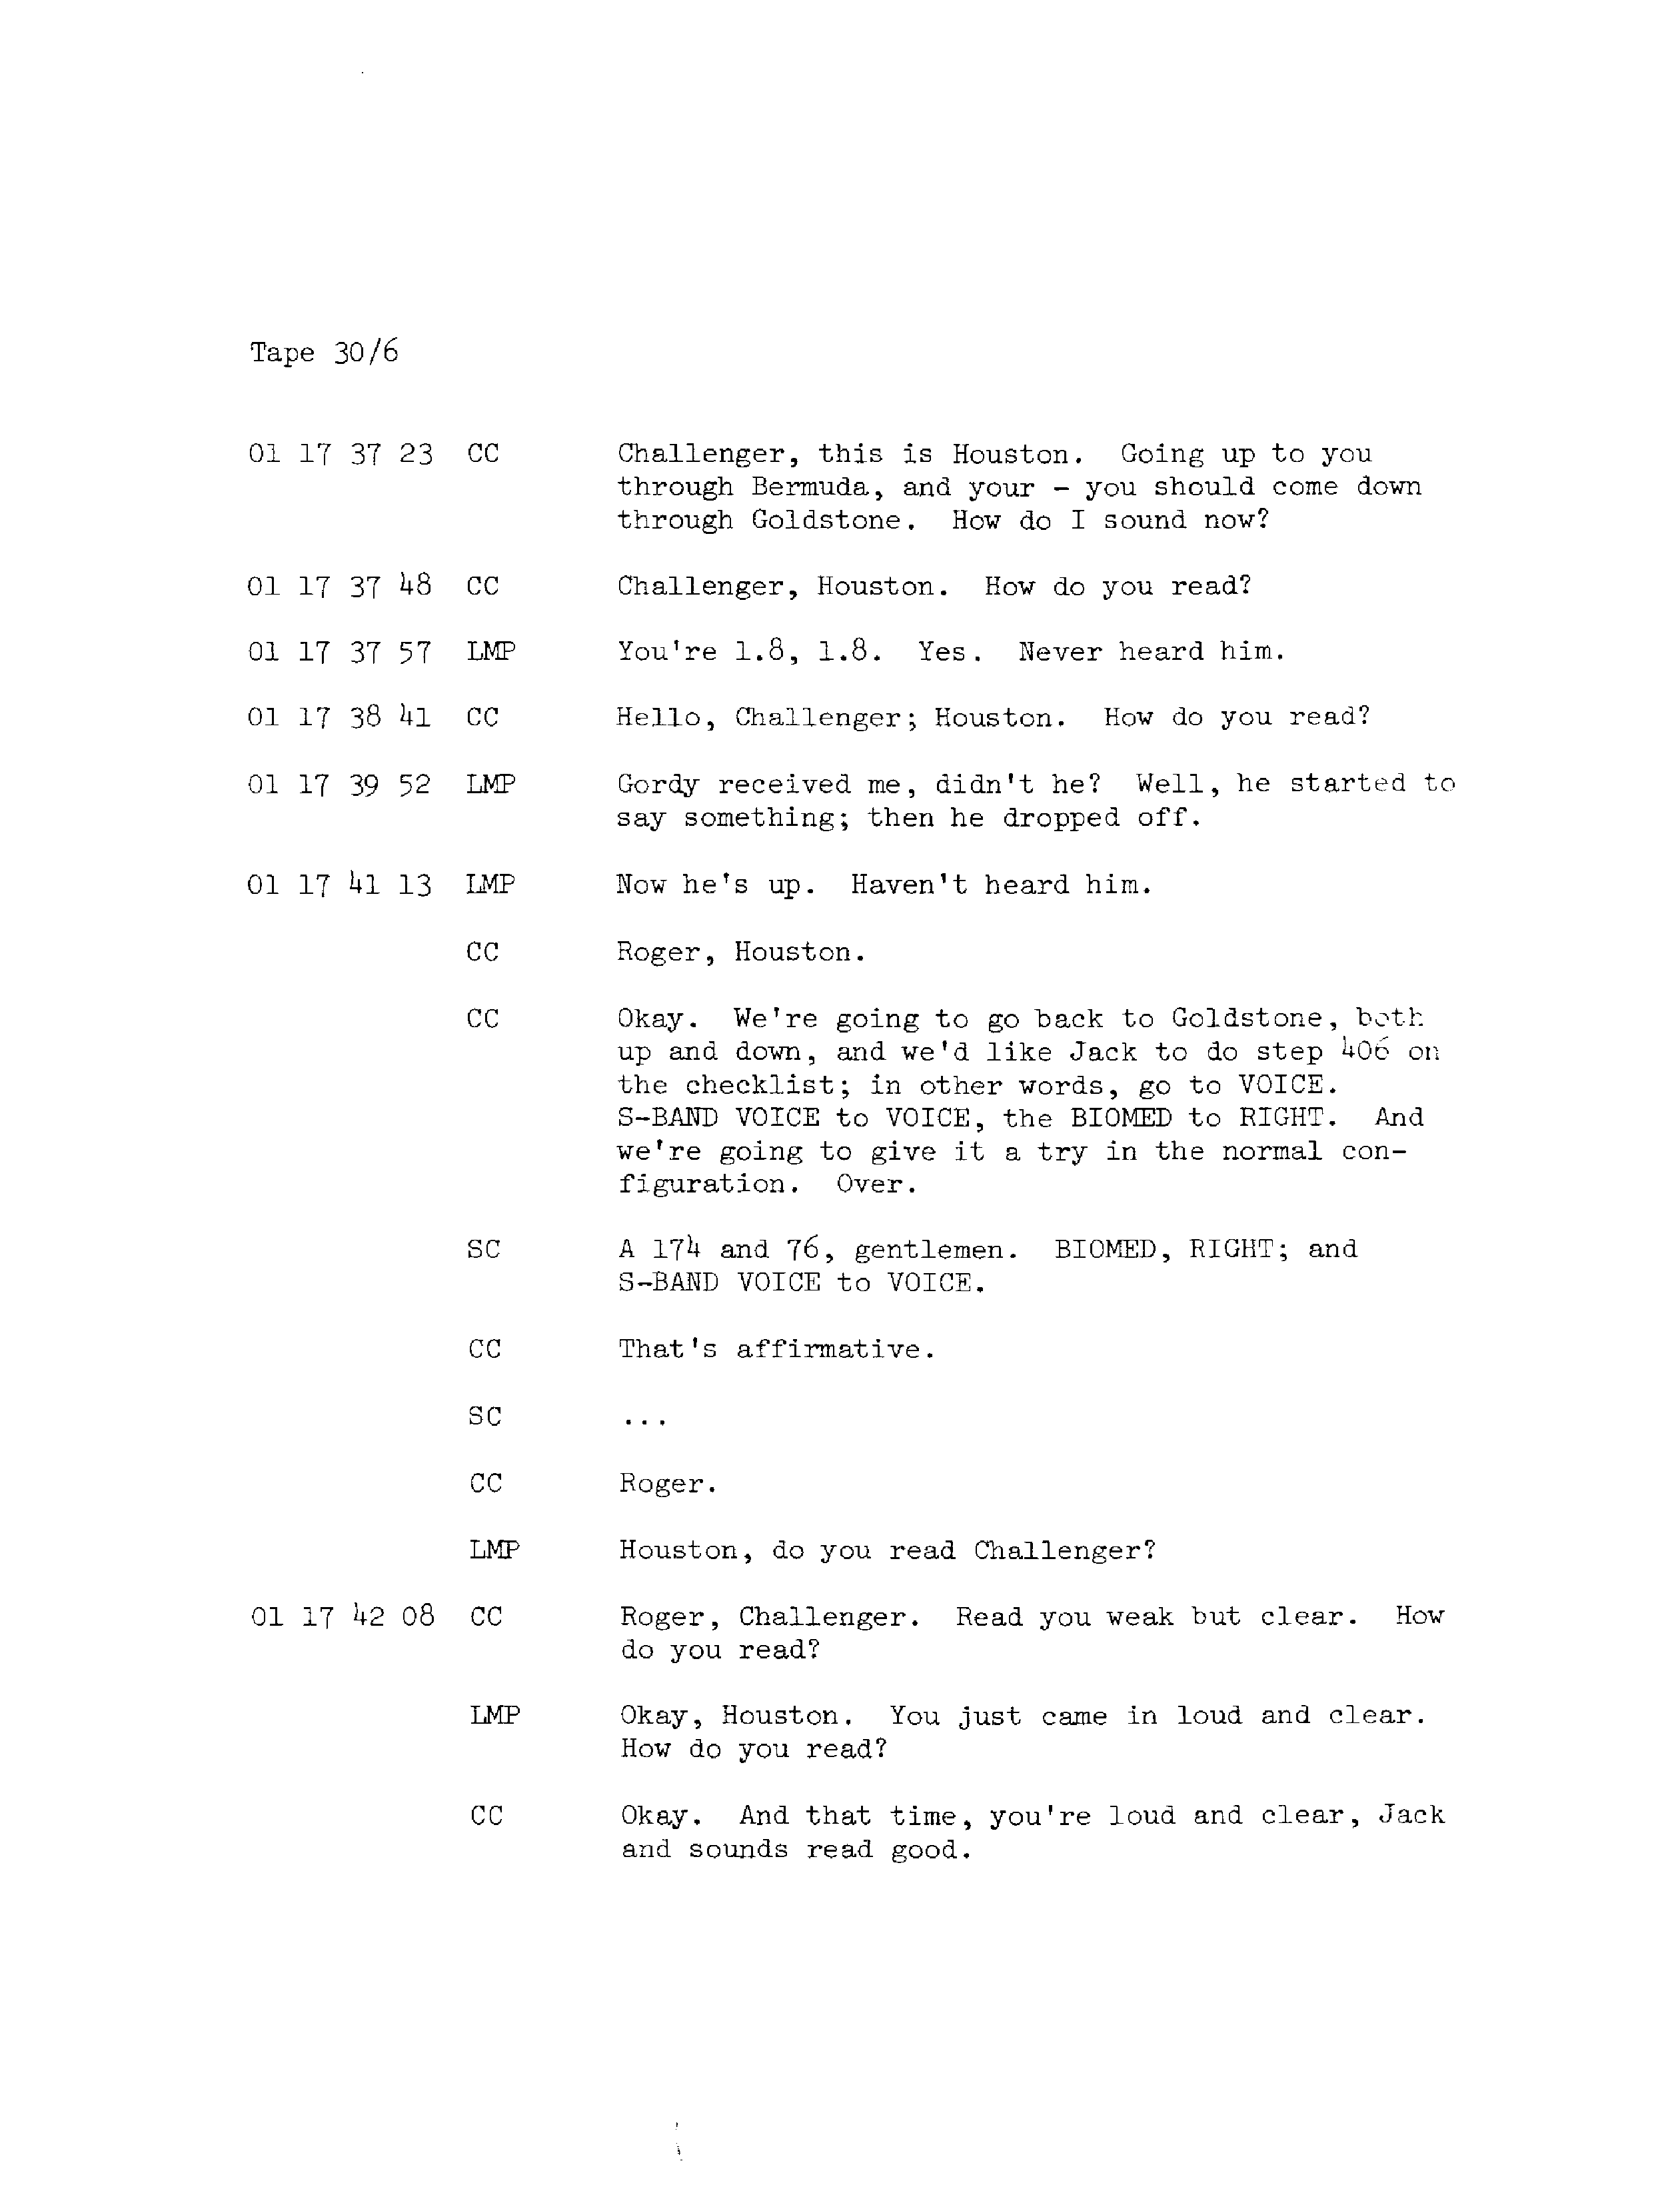 Tape 30/6
01 17 37 23 CC Challenger, this is Houston. Going up to you
through Bermuda, and your - you should come down
through Goldstone. How do I sound now?
01 17 37 48 CC Challenger, Houston. How do you read?
01 17 37 57 LMP You're 1.8, 1.8. Yes. Never heard him.
01 17 38 41 CC Hello, Challenger; Houston. How do you read?
01 17 39 52 LMP Gordy received me, didn't he? Well, he started to
say something; then he dropped off.
01 17 41 13 LMP Now he's up. Haven't heard him.
CC Roger, Houston.
CC Okay. We're going to go back to Goldstone, both
up and down, and we'd like Jack to do step 406 on
the checklist; in other words, go to VOICE.
S-BAND VOICE to VOICE, the BIOMED to RIGHT. And
we're going to give it a try in the normal con-
figuration. Over.
SC A 174 and 76, gentlemen. BIOMED, RIGHT; and
S-BAND VOICE to VOICE.
CC That's affirmative.
SC ...
CC Roger.
LMP Houston, do you read Challenger?
01 17 42 08 CC Roger, Challenger. Read you weak but clear. How
do you read?
LMP Okay, Houston. You just came in loud and clear.
How do you read?
CC Okay. And that time, you're loud and clear, Jack
and sounds read good.